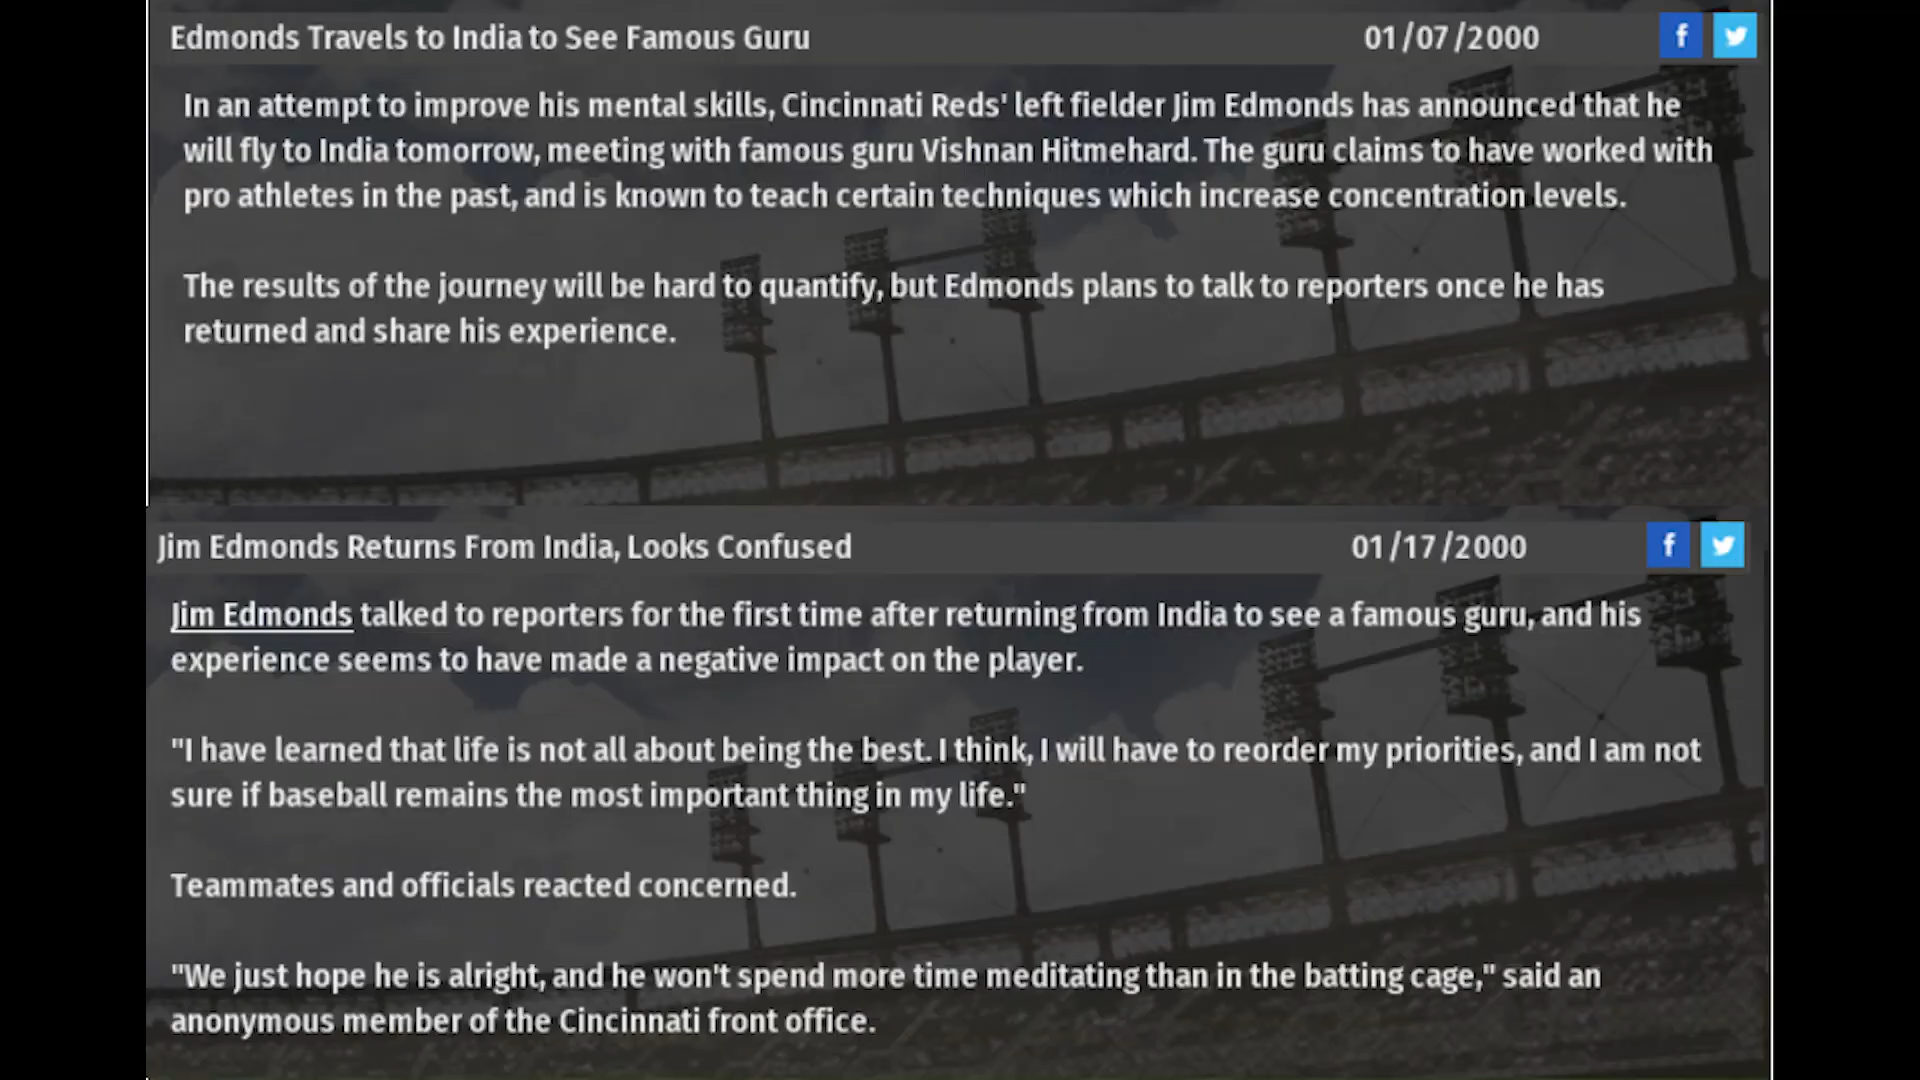 Edmonds Travels to India to See Famous Guru 01/07/2000 f
In an attempt to improve his mental skills, Cincinnati Reds' left fielder Jim Edmonds has announced that he
will fly to India tomorrow, meeting with famous guru Vishnan Hitmehard. The guru claims to have worked with
pro athletes in the past, and is known to teach certain techniques which increase concentration levels.
The results of the journey will be hard to quantify, but Edmonds plans to talk to reporters once he has
returned and share his experience.
Jim Edmonds Returns From India, Looks Confused 01/17/2000 f
Jim Edmonds talked to reporters for the first time after returning from India to see a famous guru, and his
experience seems to have made a negative impact on the player.
"I have learned that life is not all about being the best. I think, I will have to reorder my priorities, and I am not
sure if baseball remains the most important thing in my life."
Teammates and officials reacted concerned.
"We just hope he is alright, and he won't spend more time meditating than in the batting cage," said an
anonymous member of the Cincinnati front office.